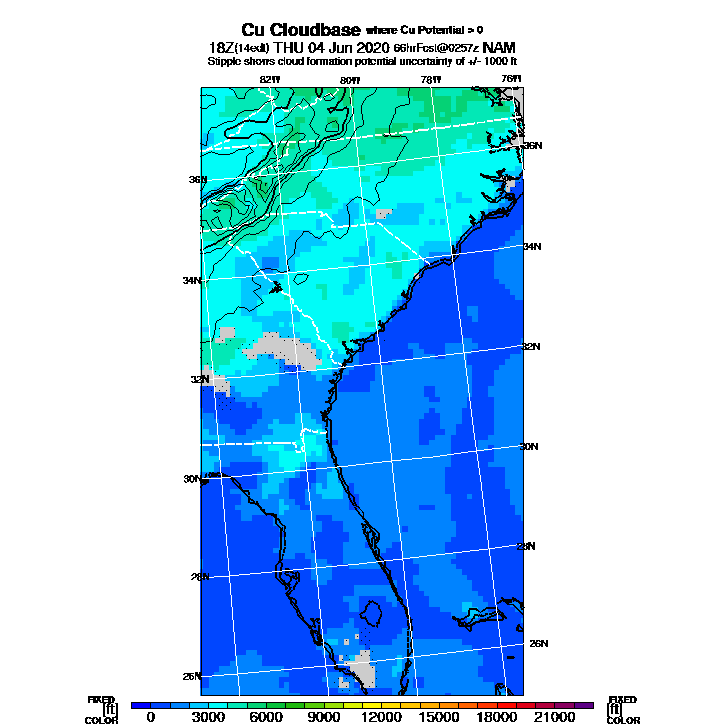 Cu Cloudbase where Cu Potential > 0
18Z(14edt) THU 04 Jun 2020 66hrFcst@0257z NAM
Stipple shows cloud formation potential uncertainty of +/- 1000 ft
82W 80W 78W 76W
36N
36N
34N
34N
32N
32N
30N
30N
28N
28N
26N
26N
FIXED
[ft]
COLOR
0 3000 6000 9000 12000 15000 18000 21000
FIXED
[ft]
COLOR